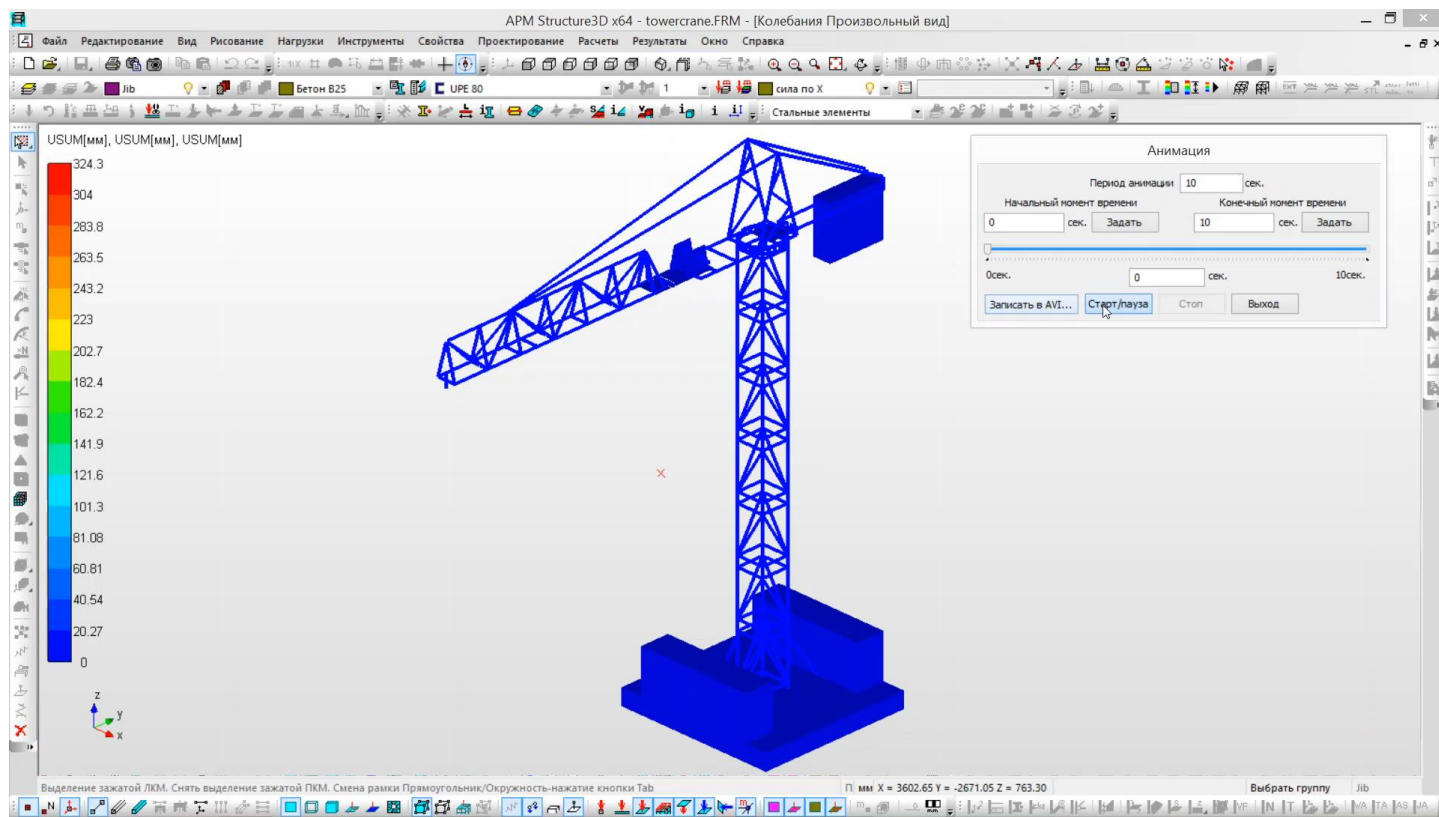 APM Structure3D x64 - towercrane.FRM - [Колебания Произвольный вид]
Файл Редактирование Вид Рисование Нагрузки Инструменты Свойства Проектирование Расчеты Результаты Окно Справка
Jib Бетон B25 UPE 80 1 сила по X
Стальные элементы
USUM[мм], USUM[мм], USUM[мм]
324.3
304
283.8
263.5
243.2
223
202.7
182.4
162.2
141.9
121.6
101.3
81.08
60.81
40.54
20.27
0
Анимация
Период анимации 10 сек.
Начальный момент времени Конечный момент времени
0 сек. Задать 10 сек. Задать
0сек. 0 сек. 10сек.
Записать в AVI... Старт/пауза Стоп Выход
z
y
x
Выделение зажатой ЛКМ. Снять выделение зажатой ПКМ. Смена рамки Прямоугольник/Окружность-нажатие кнопки Tab П мм X = 3602.65 Y = -2671.05 Z = 763.30 Выбрать группу Jib